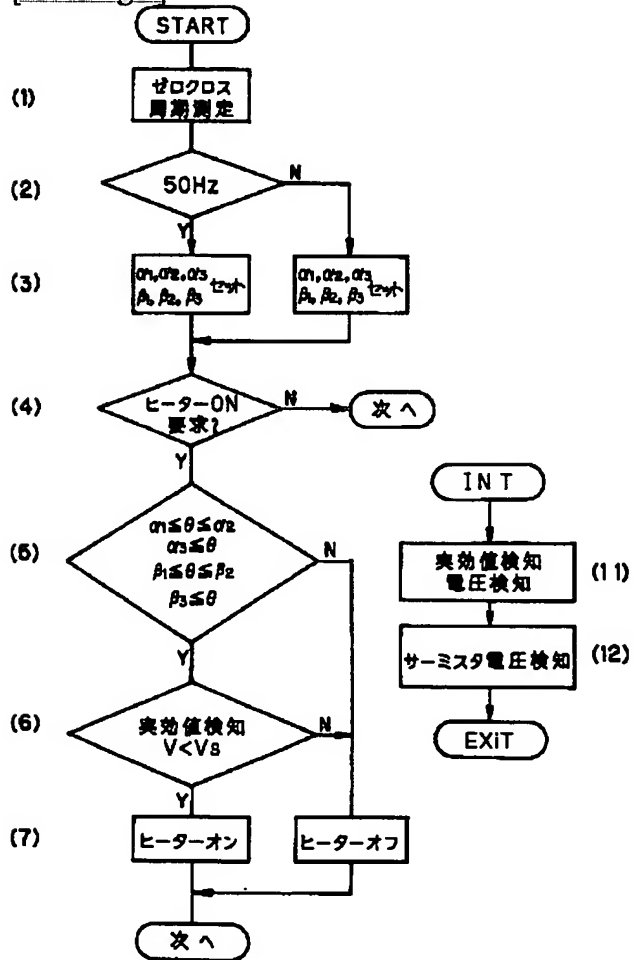 START
(1)
ゼロクロス
周期測定
(2)
50Hz
N
Y
(3)
α1,α2,α3 セット
β1,β2,β3
α1,α2,α3 セット
β1,β2,β3
(4)
ヒーターON
要求?
N
次へ
Y
(5)
α1≦θ≦α2
α3≦θ
β1≦θ≦β2
β3≦θ
N
Y
(6)
実効値検知
V<Vs
N
Y
(7)
ヒーターオン
ヒーターオフ
次へ
INT
実効値検知
電圧検知
(11)
サーミスタ電圧検知
(12)
EXiT